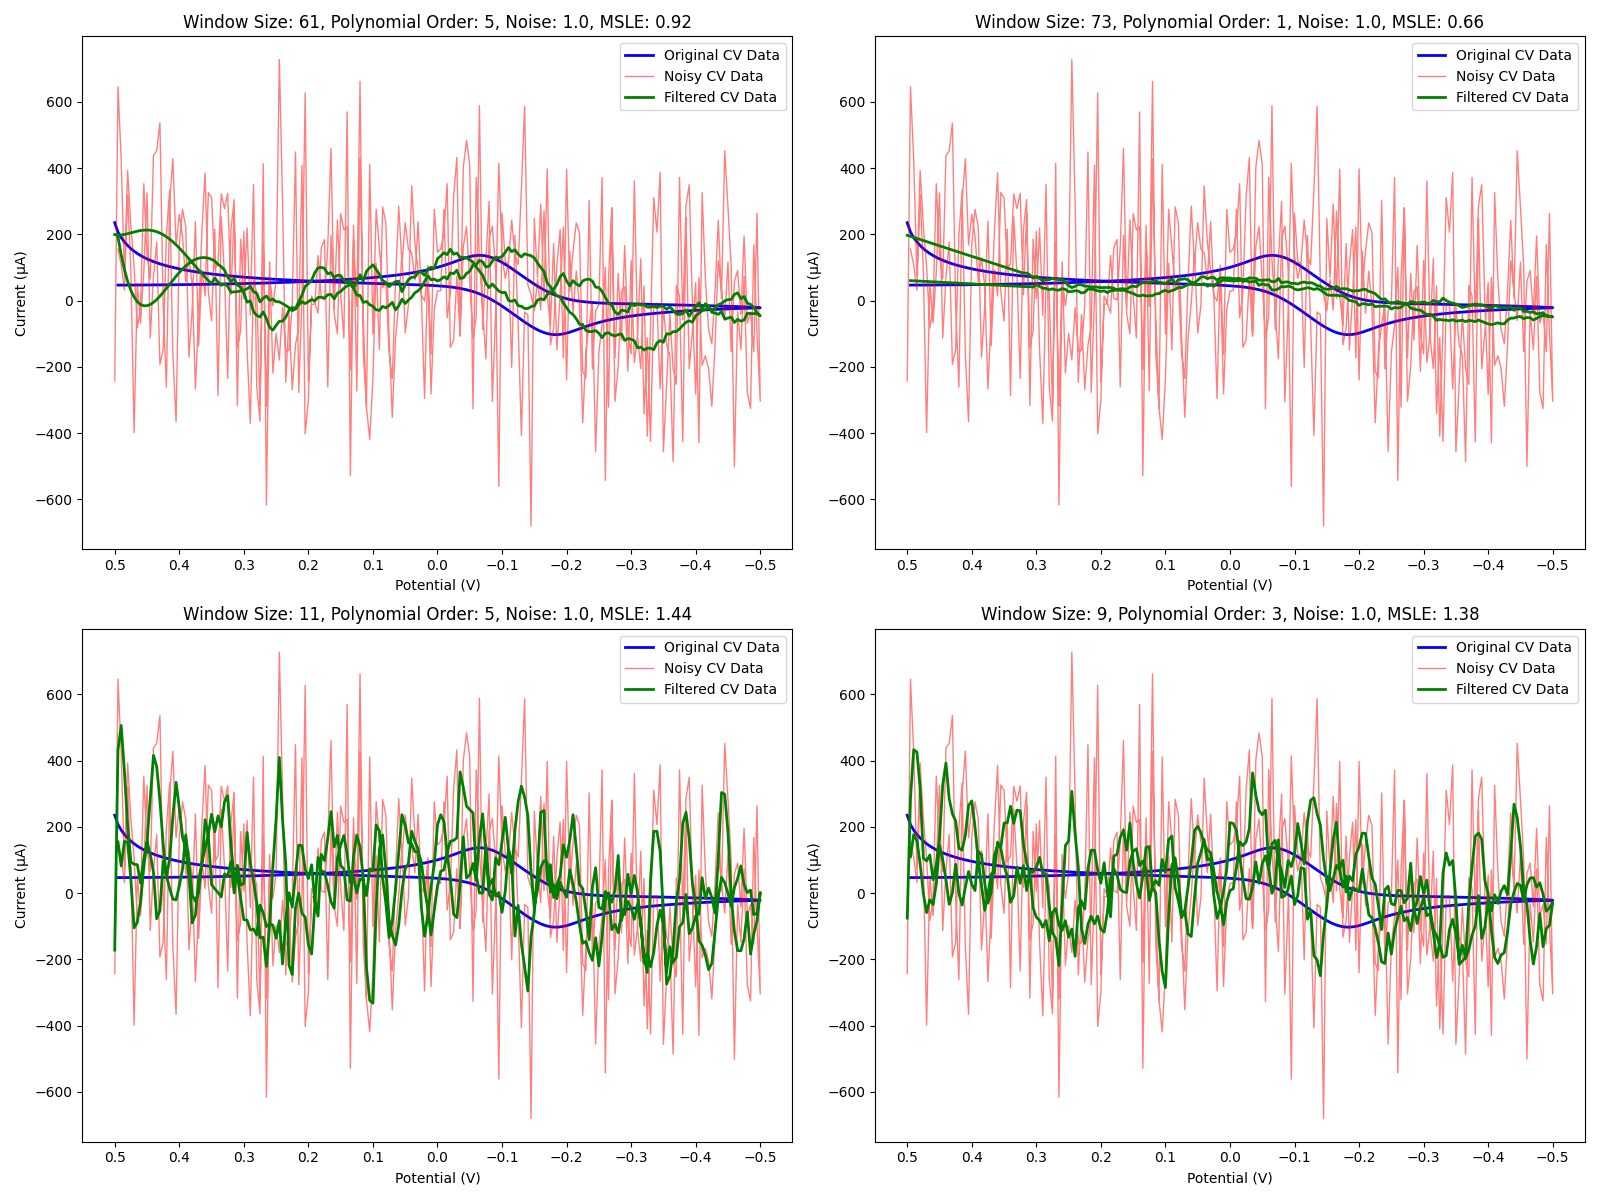 Window Size: 61, Polynomial Order: 5, Noise: 1.0, MSLE: 0.92
Original CV Data
Noisy CV Data
Filtered CV Data
Current (µA)
600
400
200
0
−200
−400
−600
0.5 0.4 0.3 0.2 0.1 0.0 −0.1 −0.2 −0.3 −0.4 −0.5
Potential (V)
Window Size: 73, Polynomial Order: 1, Noise: 1.0, MSLE: 0.66
Original CV Data
Noisy CV Data
Filtered CV Data
Current (µA)
600
400
200
0
−200
−400
−600
0.5 0.4 0.3 0.2 0.1 0.0 −0.1 −0.2 −0.3 −0.4 −0.5
Potential (V)
Window Size: 11, Polynomial Order: 5, Noise: 1.0, MSLE: 1.44
Original CV Data
Noisy CV Data
Filtered CV Data
Current (µA)
600
400
200
0
−200
−400
−600
0.5 0.4 0.3 0.2 0.1 0.0 −0.1 −0.2 −0.3 −0.4 −0.5
Potential (V)
Window Size: 9, Polynomial Order: 3, Noise: 1.0, MSLE: 1.38
Original CV Data
Noisy CV Data
Filtered CV Data
Current (µA)
600
400
200
0
−200
−400
−600
0.5 0.4 0.3 0.2 0.1 0.0 −0.1 −0.2 −0.3 −0.4 −0.5
Potential (V)